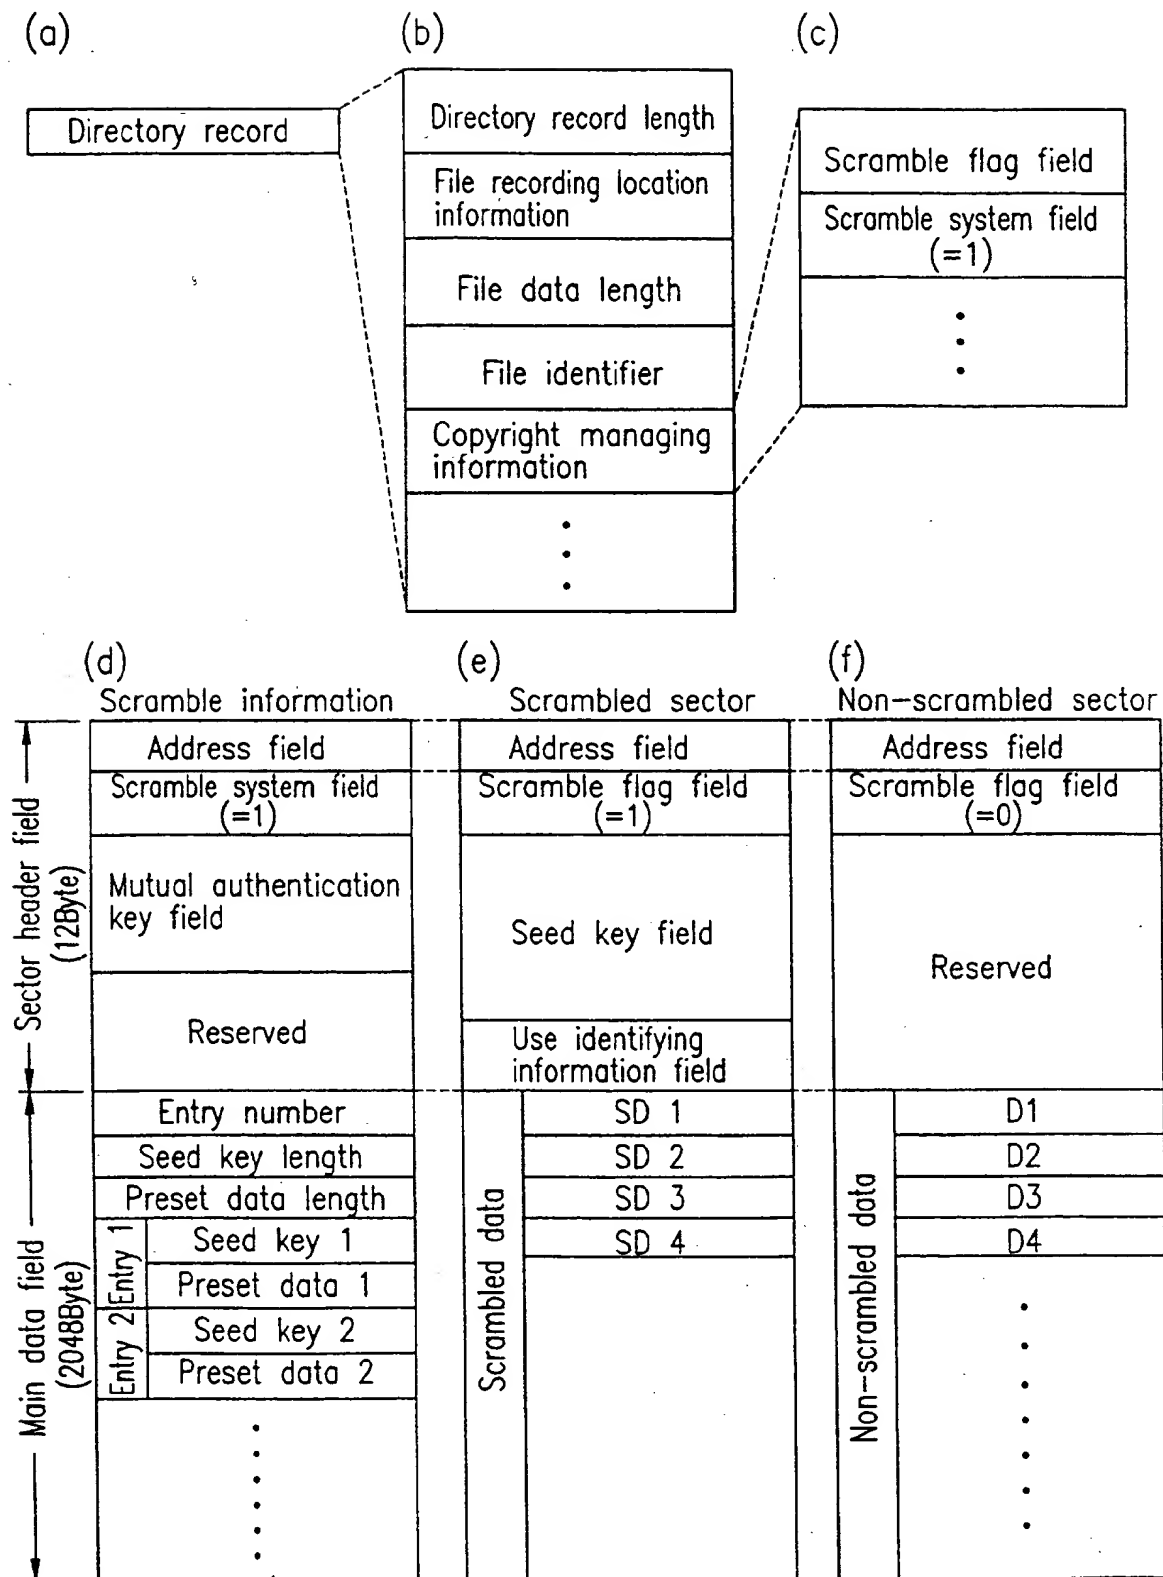 (a)
Directory record
(b)
Directory record length
File recording location
information
File data length
File identifier
Copyright managing
information
(c)
Scramble flag field
Scramble system field
(=1)
(d)
Scramble information
Address field
Scramble system field
(=1)
Mutual authentication
key field
Reserved
Sector header field
(12Byte)
Entry number
Seed key length
Preset data length
Entry 1
Seed key 1
Preset data 1
Entry 2
Seed key 2
Preset data 2
Main data field
(2048Byte)
(e)
Scrambled sector
Address field
Scramble flag field
(=1)
Seed key field
Use identifying
information field
Scrambled data
SD 1
SD 2
SD 3
SD 4
(f)
Non-scrambled sector
Address field
Scramble flag field
(=0)
Reserved
Non-scrambled data
D1
D2
D3
D4